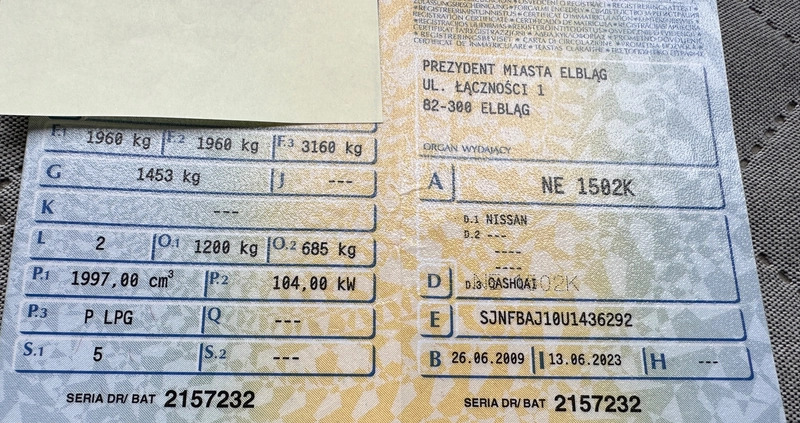 F.1 1960 kg F.2 1960 kg F.3 3160 kg
G 1453 kg J ---
K ---
L 2 O.1 1200 kg O.2 685 kg
P.1 1997,00 cm³ P.2 104,00 kW
P.3 P LPG Q ---
S.1 5 S.2 ---
SERIA DR/ BAT 2157232
PREZYDENT MIASTA ELBLĄG
UL. ŁĄCZNOŚCI 1
82-300 ELBLĄG
ORGAN WYDAJĄCY
A NE 1502K
D.1 NISSAN
D.2 ---
----
----
D D.3 QASHQAI
E SJNFBAJ10U1436292
B 26.06.2009 I 13.06.2023 H ---
SERIA DR/ BAT 2157232